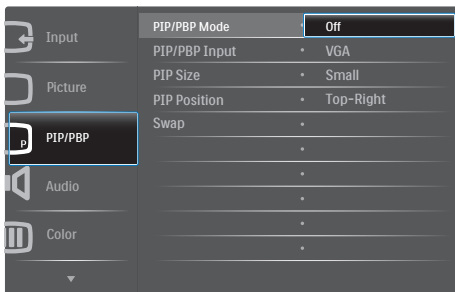 Input
Picture
PIP/PBP
Audio
Color
PIP/PBP Mode Off
PIP/PBP Input VGA
PIP Size Small
PIP Position Top-Right
Swap
P